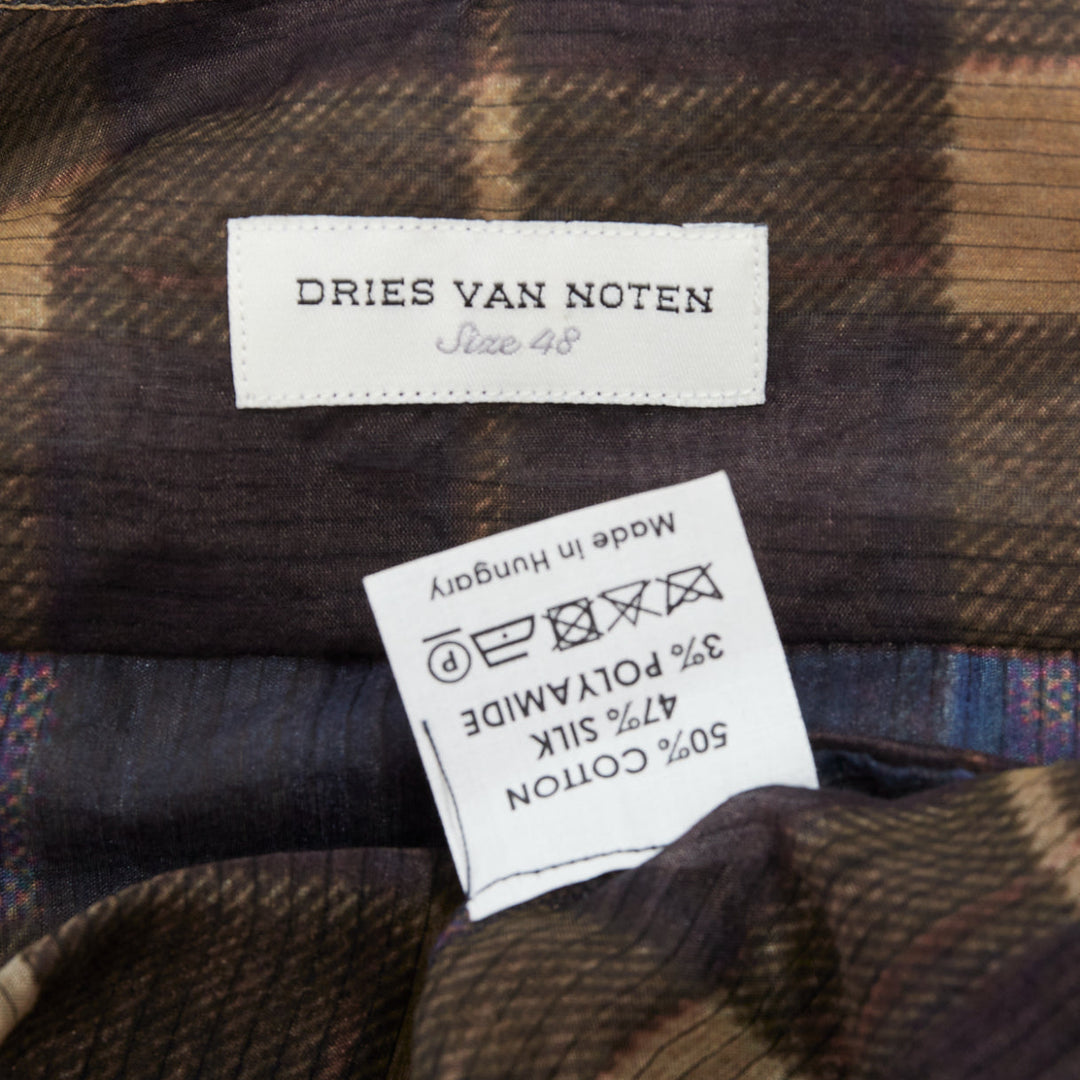 DRIES VAN NOTEN
Size 48
50% COTTON
47% SILK
3% POLYAMIDE
P
Made in Hungary